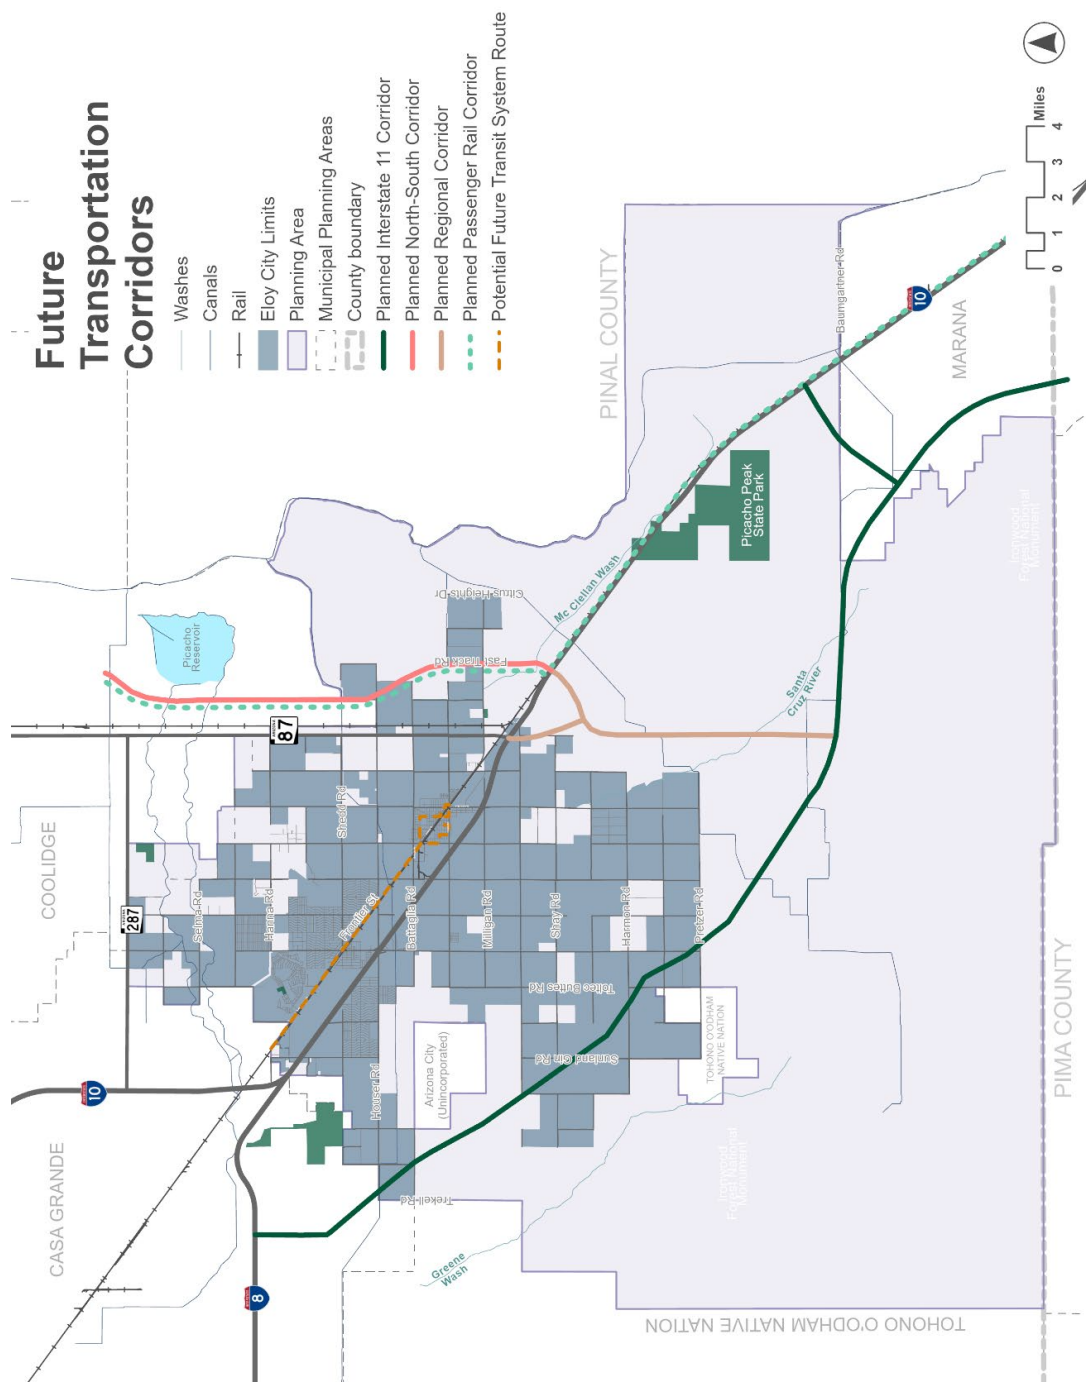 Future
Transportation
Corridors
Washes
Canals
Rail
Eloy City Limits
Planning Area
Municipal Planning Areas
County boundary
Planned Interstate 11 Corridor
Planned North-South Corridor
Planned Regional Corridor
Planned Passenger Rail Corridor
Potential Future Transit System Route
Miles
0 1 2 3 4
COOLIDGE
CASA GRANDE
PINAL COUNTY
MARANA
PIMA COUNTY
TOHONO O'ODHAM NATIVE NATION
Picacho
Reservoir
ARIZONA
87
ARIZONA
287
10
8
10
Selma Rd
Hanna Rd
Shedd Rd
Frontier St
Houser Rd
Battaglia Rd
Milligan Rd
Shay Rd
Harmon Rd
Pretzer Rd
Trekell Rd
Sunland Gin Rd
Toltec Buttes Rd
Fast Track Rd
Citrus Heights Dr
Baumgartner Rd
Arizona City
(Unincorporated)
TOHONO O'ODHAM
NATIVE NATION
Mc Clellan Wash
Picacho Peak
State Park
Santa
Cruz River
Greene
Wash
Ironwood
Forest National
Monument
Ironwood
Forest National
Monument